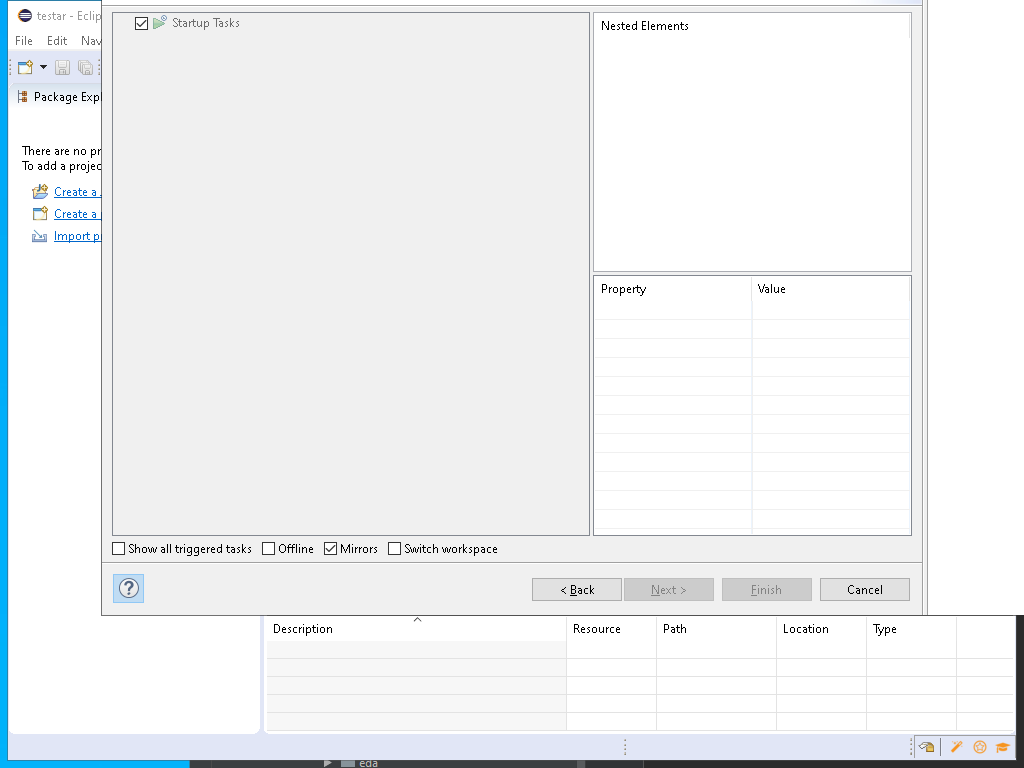 testar - Eclip
Startup Tasks
Nested Elements
File Edit Nav
Package Expl
There are no pr
To add a projec
Create a
Create a
Import p
Property Value
Show all triggered tasks Offline Mirrors Switch workspace
?
< Back Next > Finish Cancel
Description Resource Path Location Type
eda